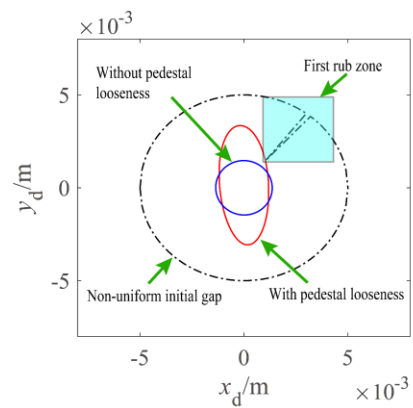 ×10⁻³
First rub zone
Without pedestal
looseness
5
0
-5
y_d/m
Non-uniform initial gap
With pedestal looseness
-5 0 5
x_d/m
×10⁻³